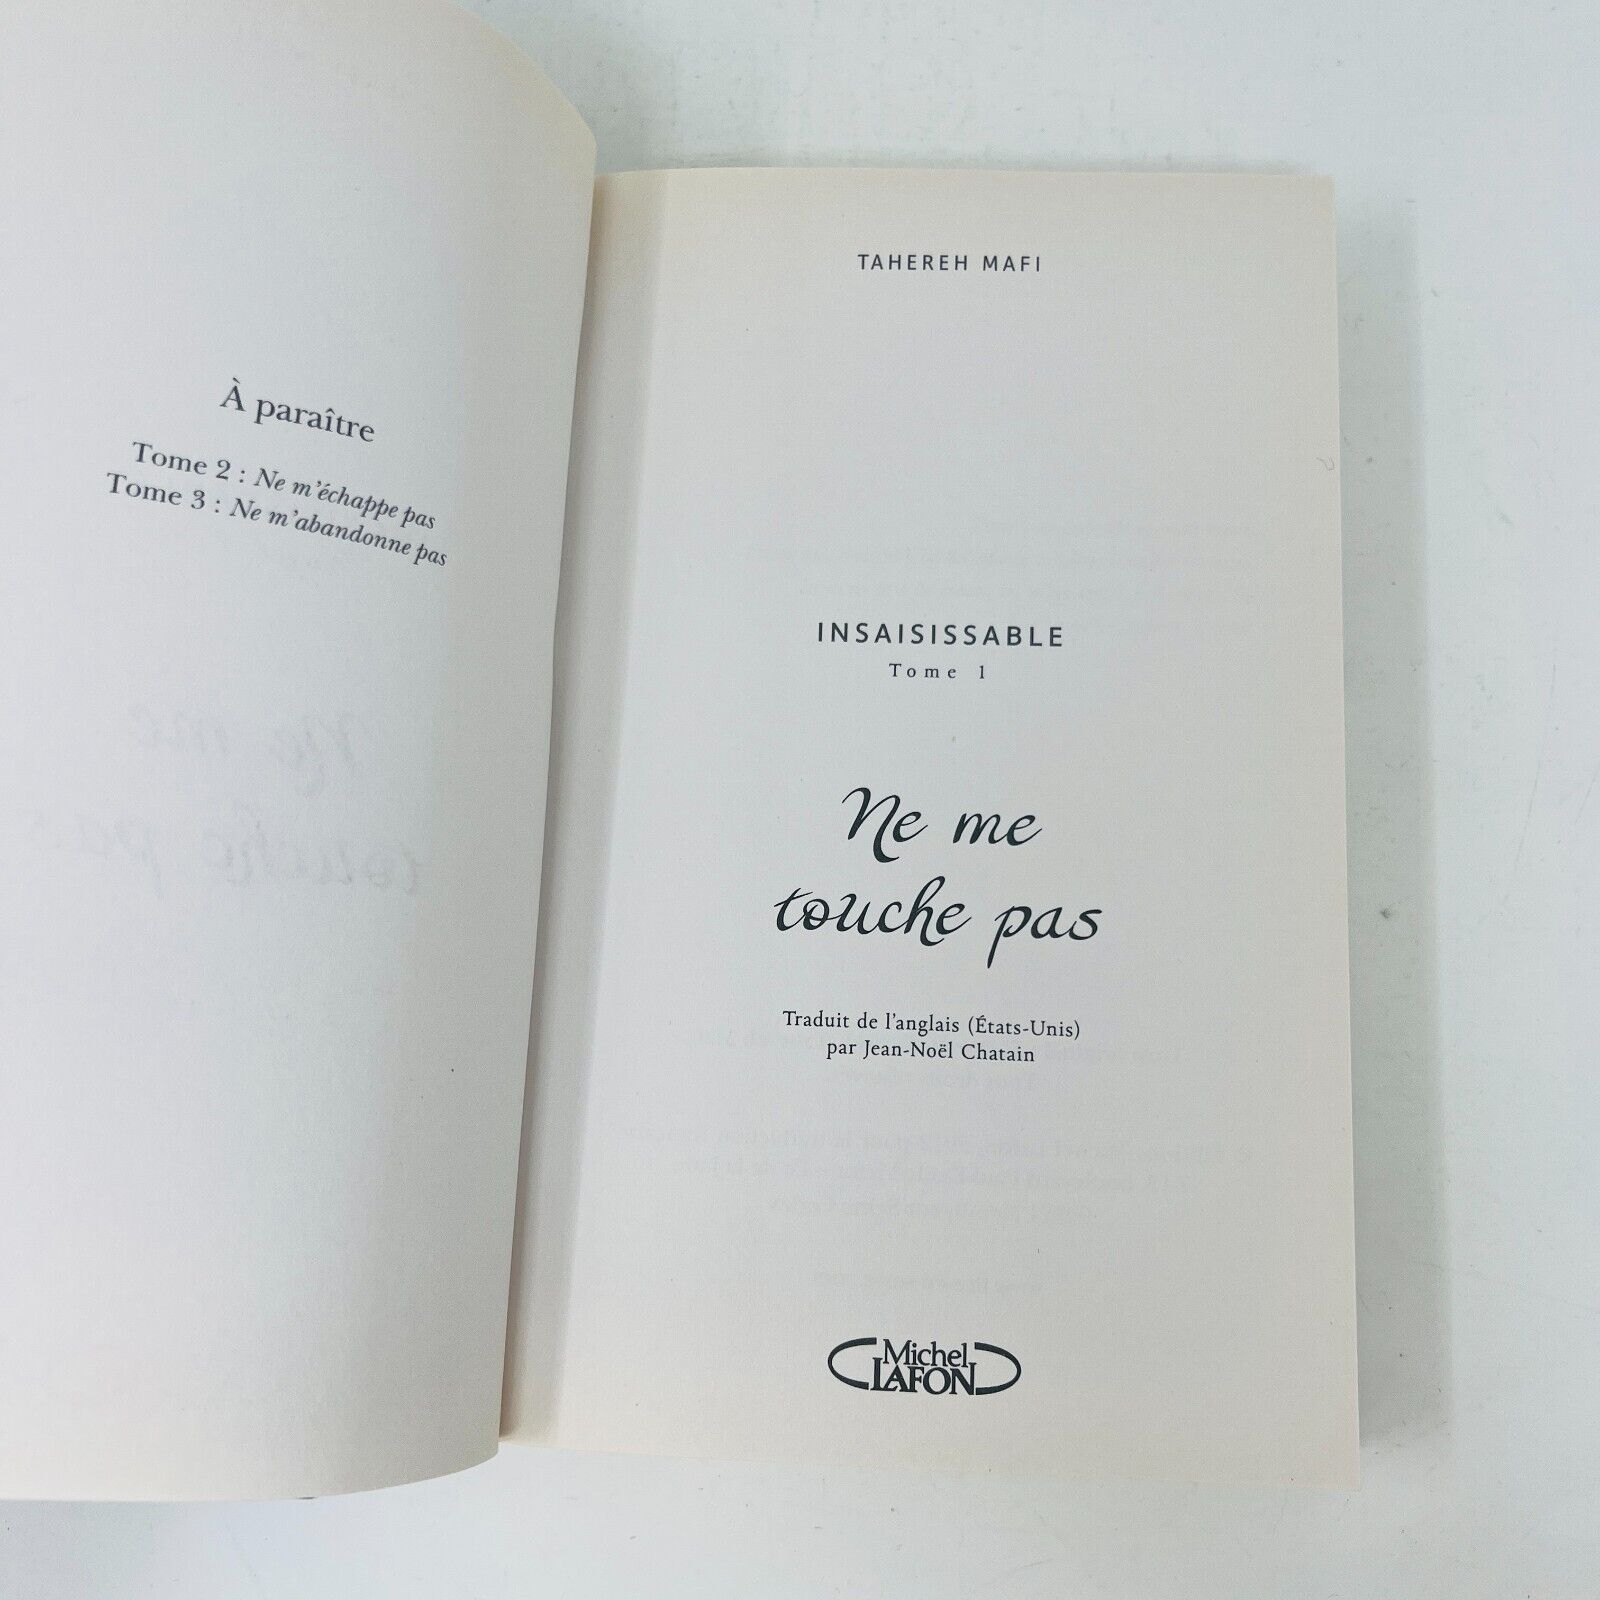 À paraître
Tome 2 : Ne m'échappe pas
Tome 3 : Ne m'abandonne pas
TAHEREH MAFI
INSAISISSABLE
Tome 1
Ne me
touche pas
Traduit de l'anglais (États-Unis)
par Jean-Noël Chatain
Michel
LAFON